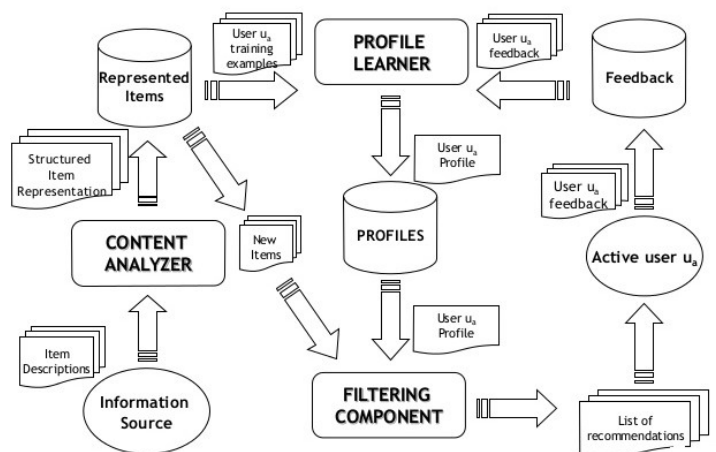 User uₐ
training
examples
PROFILE
LEARNER
User uₐ
feedback
Represented
Items
Feedback
Structured
Item
Representation
User uₐ
Profile
User uₐ
feedback
CONTENT
ANALYZER
New
Items
PROFILES
Active user uₐ
Item
Descriptions
User uₐ
Profile
Information
Source
FILTERING
COMPONENT
List of
recommendations